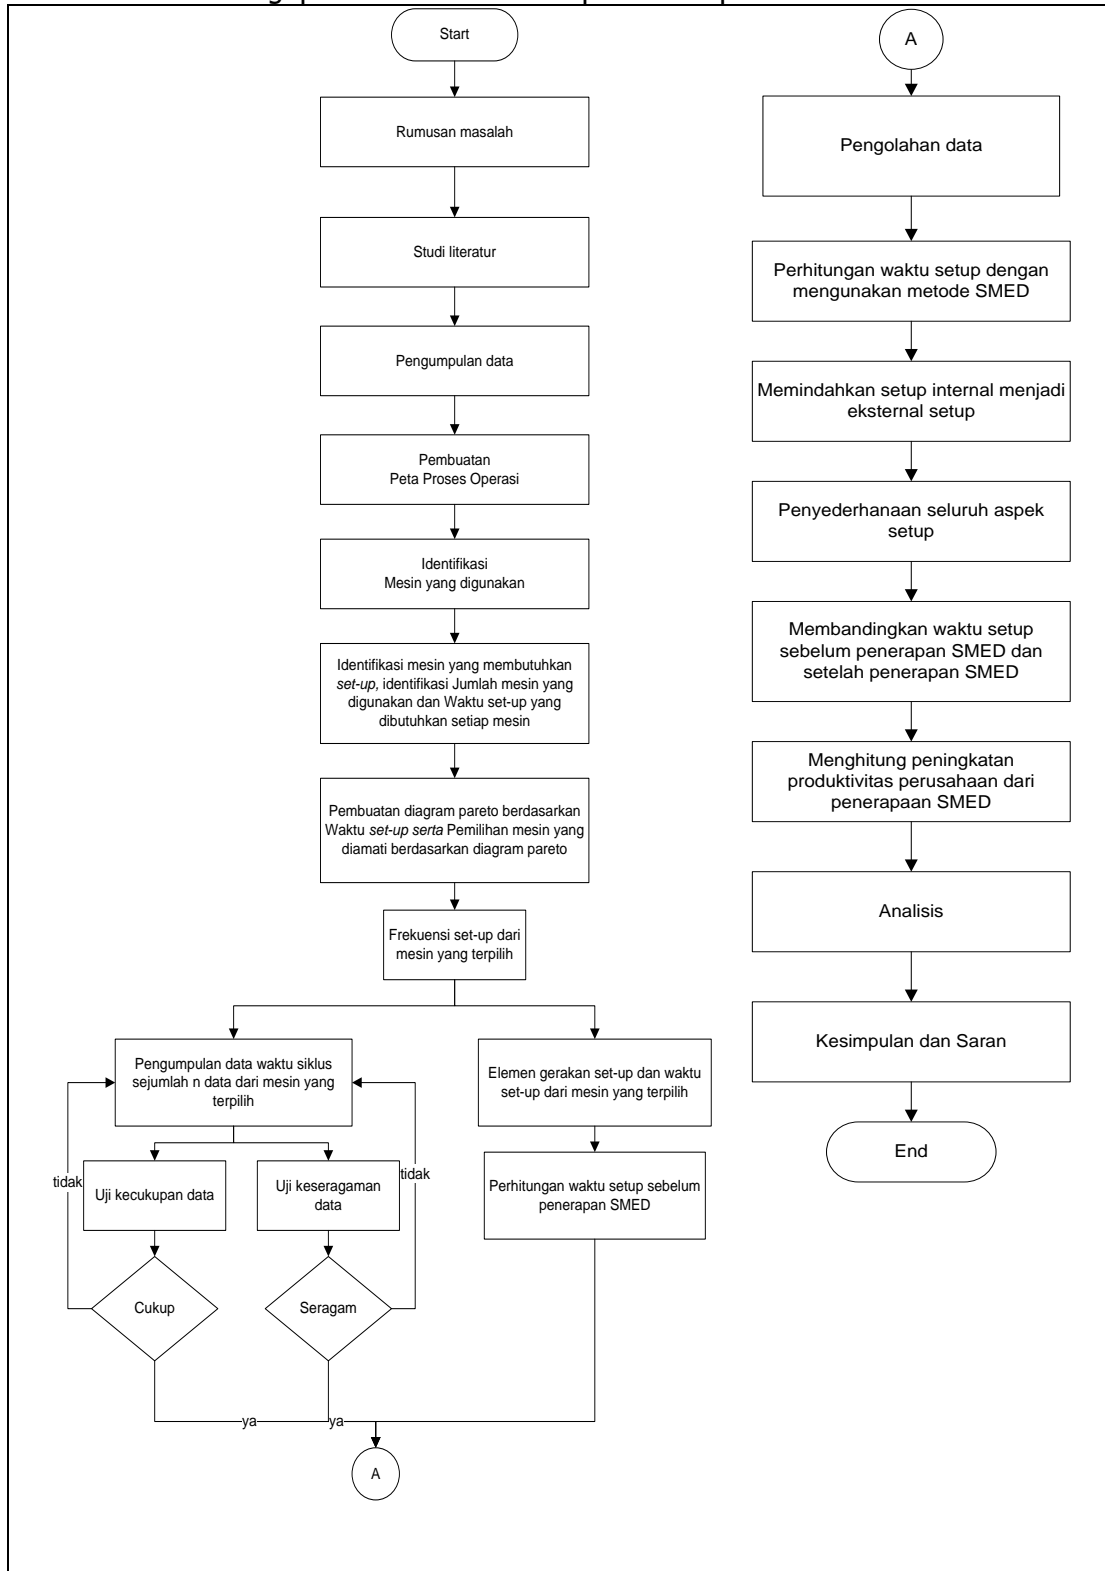 Start
Rumusan masalah
Studi literatur
Pengumpulan data
Pembuatan
Peta Proses Operasi
Identifikasi
Mesin yang digunakan
Identifikasi mesin yang membutuhkan
set-up, identifikasi Jumlah mesin yang
digunakan dan Waktu set-up yang
dibutuhkan setiap mesin
Pembuatan diagram pareto berdasarkan
Waktu set-up serta Pemilihan mesin yang
diamati berdasarkan diagram pareto
Frekuensi set-up dari
mesin yang terpilih
Pengumpulan data waktu siklus
sejumlah n data dari mesin yang
terpilih
Elemen gerakan set-up dan waktu
set-up dari mesin yang terpilih
tidak
Uji kecukupan data
Uji keseragaman
data
tidak
Perhitungan waktu setup sebelum
penerapan SMED
Cukup
Seragam
ya
ya
A
A
Pengolahan data
Perhitungan waktu setup dengan
mengunakan metode SMED
Memindahkan setup internal menjadi
eksternal setup
Penyederhanaan seluruh aspek
setup
Membandingkan waktu setup
sebelum penerapan SMED dan
setelah penerapan SMED
Menghitung peningkatan
produktivitas perusahaan dari
penerapaan SMED
Analisis
Kesimpulan dan Saran
End